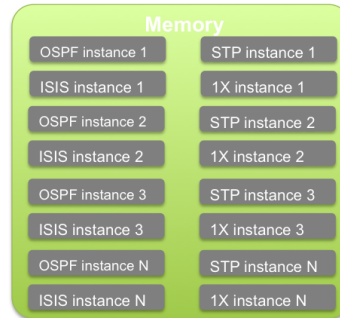 Memory
OSPF instance 1
STP instance 1
ISIS instance 1
1X instance 1
OSPF instance 2
STP instance 2
ISIS instance 2
1X instance 2
OSPF instance 3
STP instance 3
ISIS instance 3
1X instance 3
OSPF instance N
STP instance N
ISIS instance N
1X instance N